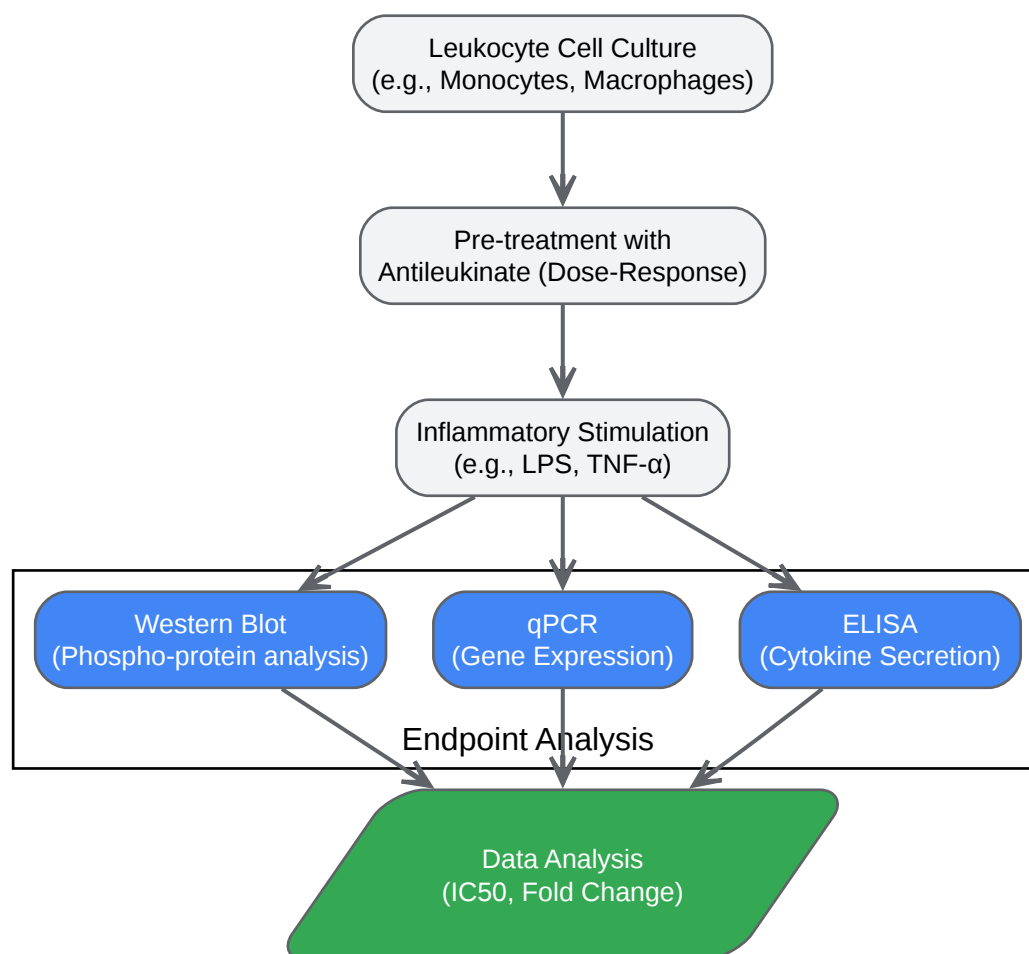 Leukocyte Cell Culture
(e.g., Monocytes, Macrophages)
Pre-treatment with
Antileukinate (Dose-Response)
Inflammatory Stimulation
(e.g., LPS, TNF-α)
Western Blot
(Phospho-protein analysis)
qPCR
(Gene Expression)
ELISA
(Cytokine Secretion)
Endpoint Analysis
Data Analysis
(IC50, Fold Change)